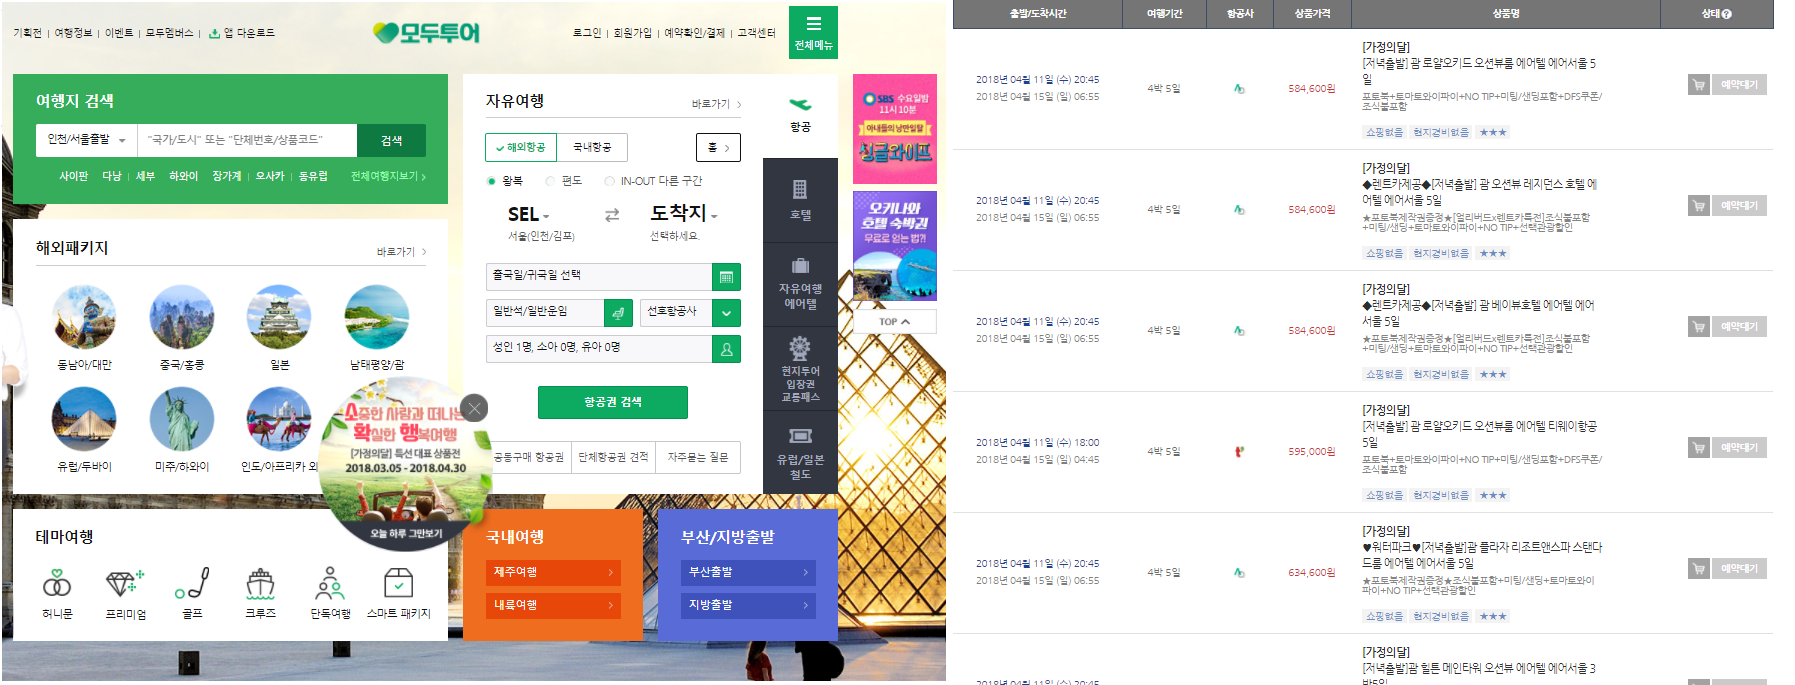 기획전 | 여행정보 | 이벤트 | 모두멤버스 | 앱 다운로드
모두투어
로그인 | 회원가입 | 예약확인/결제 | 고객센터
전체메뉴
여행지 검색
인천/서울출발
"국가/도시" 또는 "단체번호/상품코드"
검색
사이판 다낭 | 세부 하와이 장가계 | 오사카 | 동유럽
전체여행지보기 >
해외패키지
바로가기 >
동남아/대만
중국/홍콩
일본
남태평양/괌
유럽/두바이
미주/하와이
인도/아프리카 외
자유여행
바로가기 >
해외항공
국내항공
홈 >
왕복
편도
IN-OUT 다른 구간
SEL
도착지
서울(인천/김포)
선택하세요.
출국일/귀국일 선택
일반석/일반운임
선호항공사
성인 1명, 소아 0명, 유아 0명
항공권 검색
공동구매 항공권
단체항공권 견적
자주묻는 질문
항공
호텔
자유여행
에어텔
현지투어
입장권
교통패스
유럽/일본
철도
SBS 수요일밤
11시 10분
아내들의 낭만일탈
싱글와이프
오키나와
호텔 숙박권
무료로 얻는 법?!
TOP
소중한 사람과 떠나는
확실한 행복여행
[가정의달] 특선 대표 상품전
2018.03.05 - 2018.04.30
오늘 하루 그만보기
테마여행
허니문
프리미엄
골프
크루즈
단독여행
스마트 패키지
국내여행
제주여행 >
내륙여행 >
부산/지방출발
부산출발 >
지방출발 >
출발/도착시간
여행기간
항공사
상품가격
상품명
상태 ?
2018년 04월 11일 (수) 20:45
2018년 04월 15일 (일) 06:55
4박 5일
584,600원
[가정의달]
[저녁출발] 괌 로얄오키드 오션뷰룸 에어텔 에어서울 5
일
포토북+토마토와이파이+NO TIP+미팅/샌딩포함+DFS쿠폰/
조식불포함
쇼핑없음 현지경비없음 ★★★
예약대기
2018년 04월 11일 (수) 20:45
2018년 04월 15일 (일) 06:55
4박 5일
584,600원
[가정의달]
◆렌트카제공◆[저녁출발] 괌 오션뷰 레지던스 호텔 에
어텔 에어서울 5일
★포토북제작권증정★[얼리버드x렌트카특전]조식불포함
+미팅/샌딩+토마토와이파이+NO TIP+선택관광할인
쇼핑없음 현지경비없음 ★★★
예약대기
2018년 04월 11일 (수) 20:45
2018년 04월 15일 (일) 06:55
4박 5일
584,600원
[가정의달]
◆렌트카제공◆[저녁출발] 괌 베이뷰호텔 에어텔 에어
서울 5일
★포토북제작권증정★[얼리버드x렌트카특전]조식불포함
+미팅/샌딩+토마토와이파이+NO TIP+선택관광할인
쇼핑없음 현지경비없음 ★★★
예약대기
2018년 04월 11일 (수) 18:00
2018년 04월 15일 (일) 04:45
4박 5일
595,000원
[가정의달]
[저녁출발] 괌 로얄오키드 오션뷰룸 에어텔 티웨이항공
5일
포토북+토마토와이파이+NO TIP+미팅/샌딩포함+DFS쿠폰/
조식불포함
쇼핑없음 현지경비없음 ★★★
예약대기
2018년 04월 11일 (수) 20:45
2018년 04월 15일 (일) 06:55
4박 5일
634,600원
[가정의달]
♥워터파크♥[저녁출발]괌 플라자 리조트앤스파 스탠다
드룸 에어텔 에어서울 5일
★포토북제작권증정★조식불포함+미팅/샌딩+토마토와이
파이+NO TIP+선택관광할인
쇼핑없음 현지경비없음 ★★★
예약대기
2018년 04월 11일 (수) 20:45
[가정의달]
[저녁출발]괌 힐튼 메인타워 오션뷰 에어텔 에어서울 3
박5일